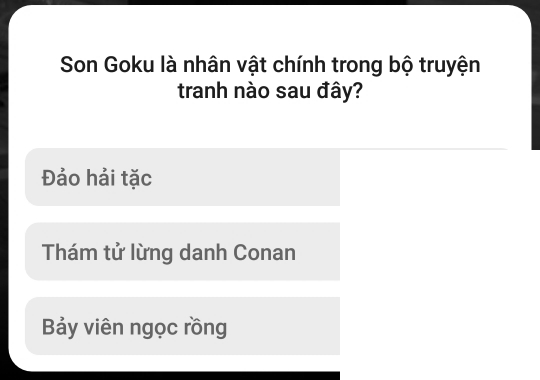 Son Goku là nhân vật chính trong bộ truyện
tranh nào sau đây?
Đảo hải tặc
Thám tử lừng danh Conan
Bảy viên ngọc rồng